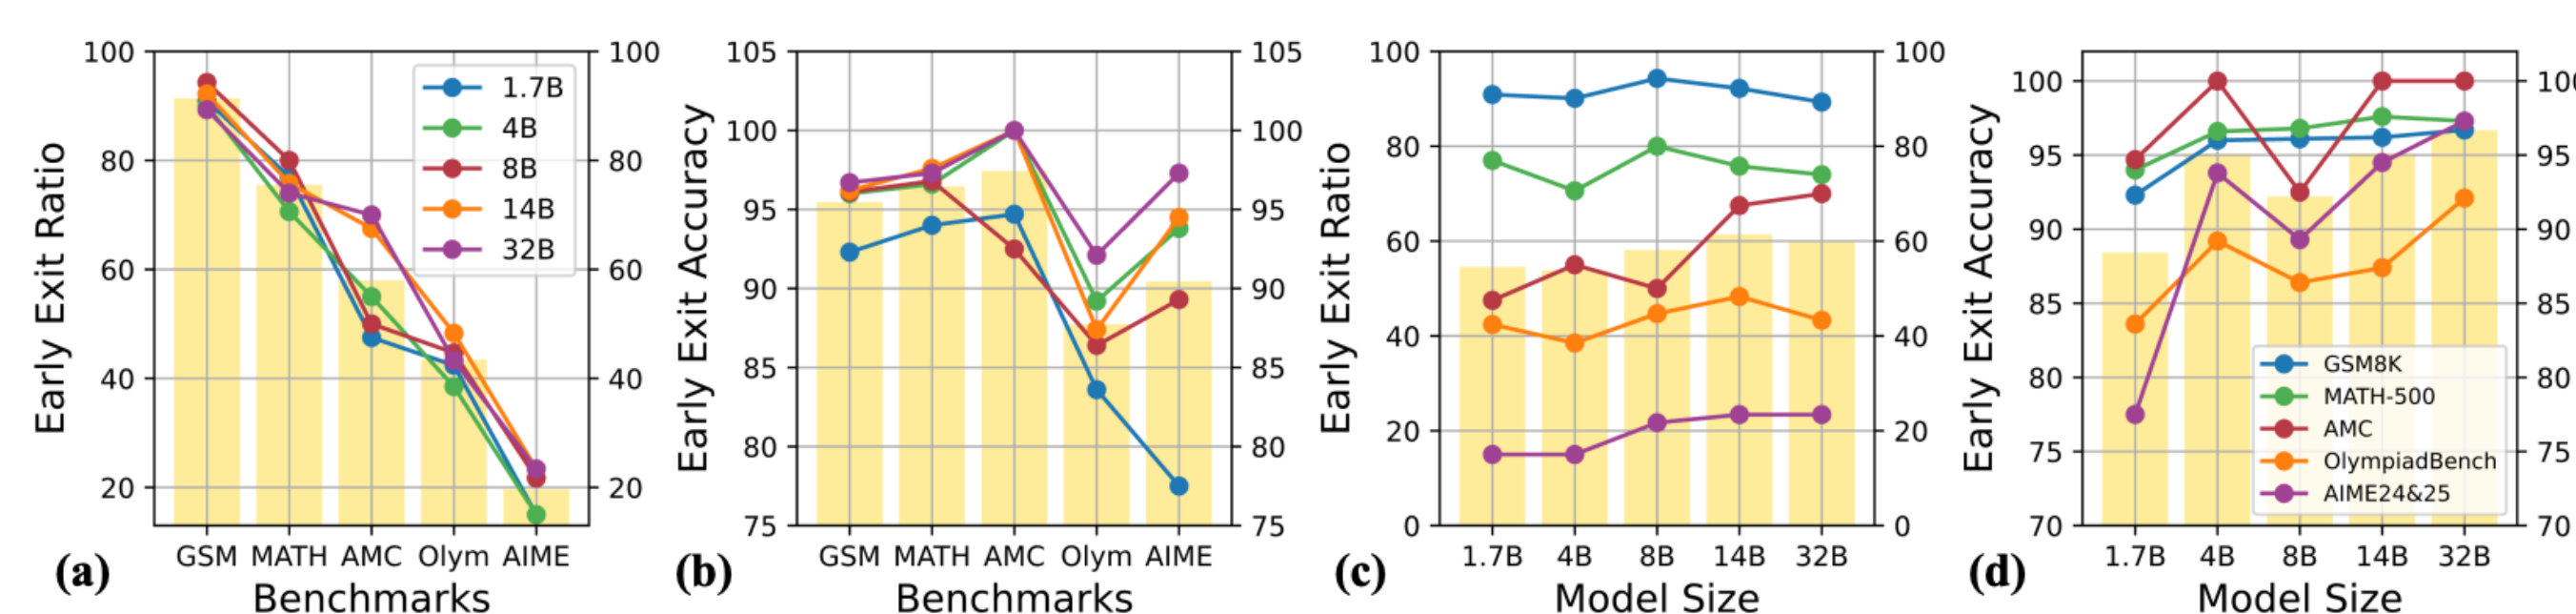 Early Exit Ratio
100
80
60
40
20
100
80
60
40
20
1.7B
4B
8B
14B
32B
GSM MATH AMC Olym AIME
Benchmarks
(a)
Early Exit Accuracy
105
100
95
90
85
80
75
105
100
95
90
85
80
75
GSM MATH AMC Olym AIME
Benchmarks
(b)
Early Exit Ratio
100
80
60
40
20
0
100
80
60
40
20
0
1.7B 4B 8B 14B 32B
Model Size
(c)
Early Exit Accuracy
100
95
90
85
80
75
70
95
90
85
80
75
70
GSM8K
MATH-500
AMC
OlympiadBench
AIME24&25
1.7B 4B 8B 14B 32B
Model Size
(d)